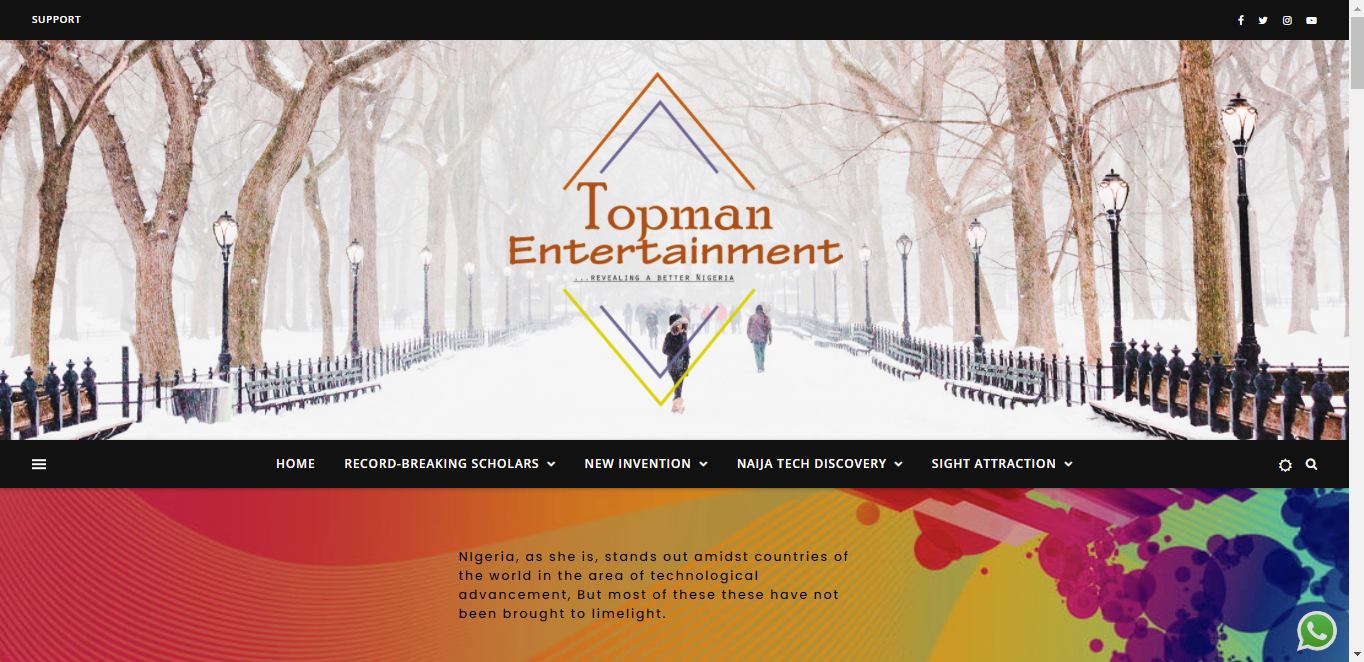 SUPPORT
Topman
Entertainment
...REVEALING A BETTER NIGERIA
HOME RECORD-BREAKING SCHOLARS NEW INVENTION NAIJA TECH DISCOVERY SIGHT ATTRACTION
NIgeria, as she is, stands out amidst countries of
the world in the area of technological
advancement, But most of these these have not
been brought to limelight.